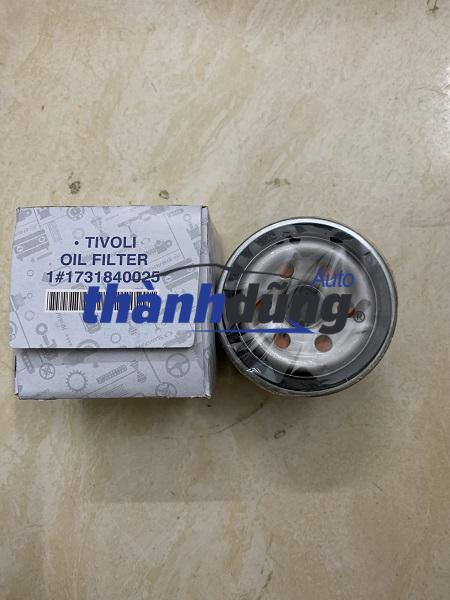 • TIVOLI
OIL FILTER
1#1731840025
Auto
thànhdũng®